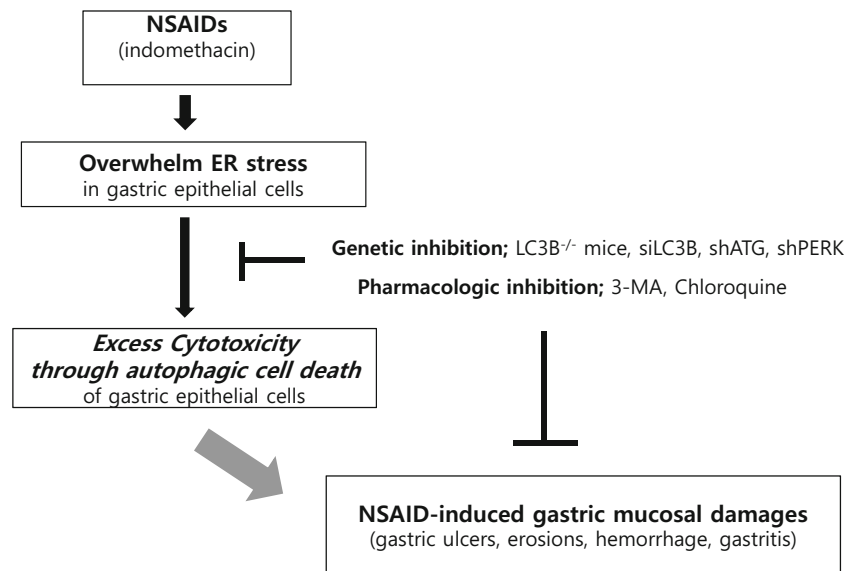 NSAIDs
(indomethacin)
Overwhelm ER stress
in gastric epithelial cells
Genetic inhibition; LC3B-/- mice, siLC3B, shATG, shPERK
Pharmacologic inhibition; 3-MA, Chloroquine
Excess Cytotoxicity
through autophagic cell death
of gastric epithelial cells
NSAID-induced gastric mucosal damages
(gastric ulcers, erosions, hemorrhage, gastritis)